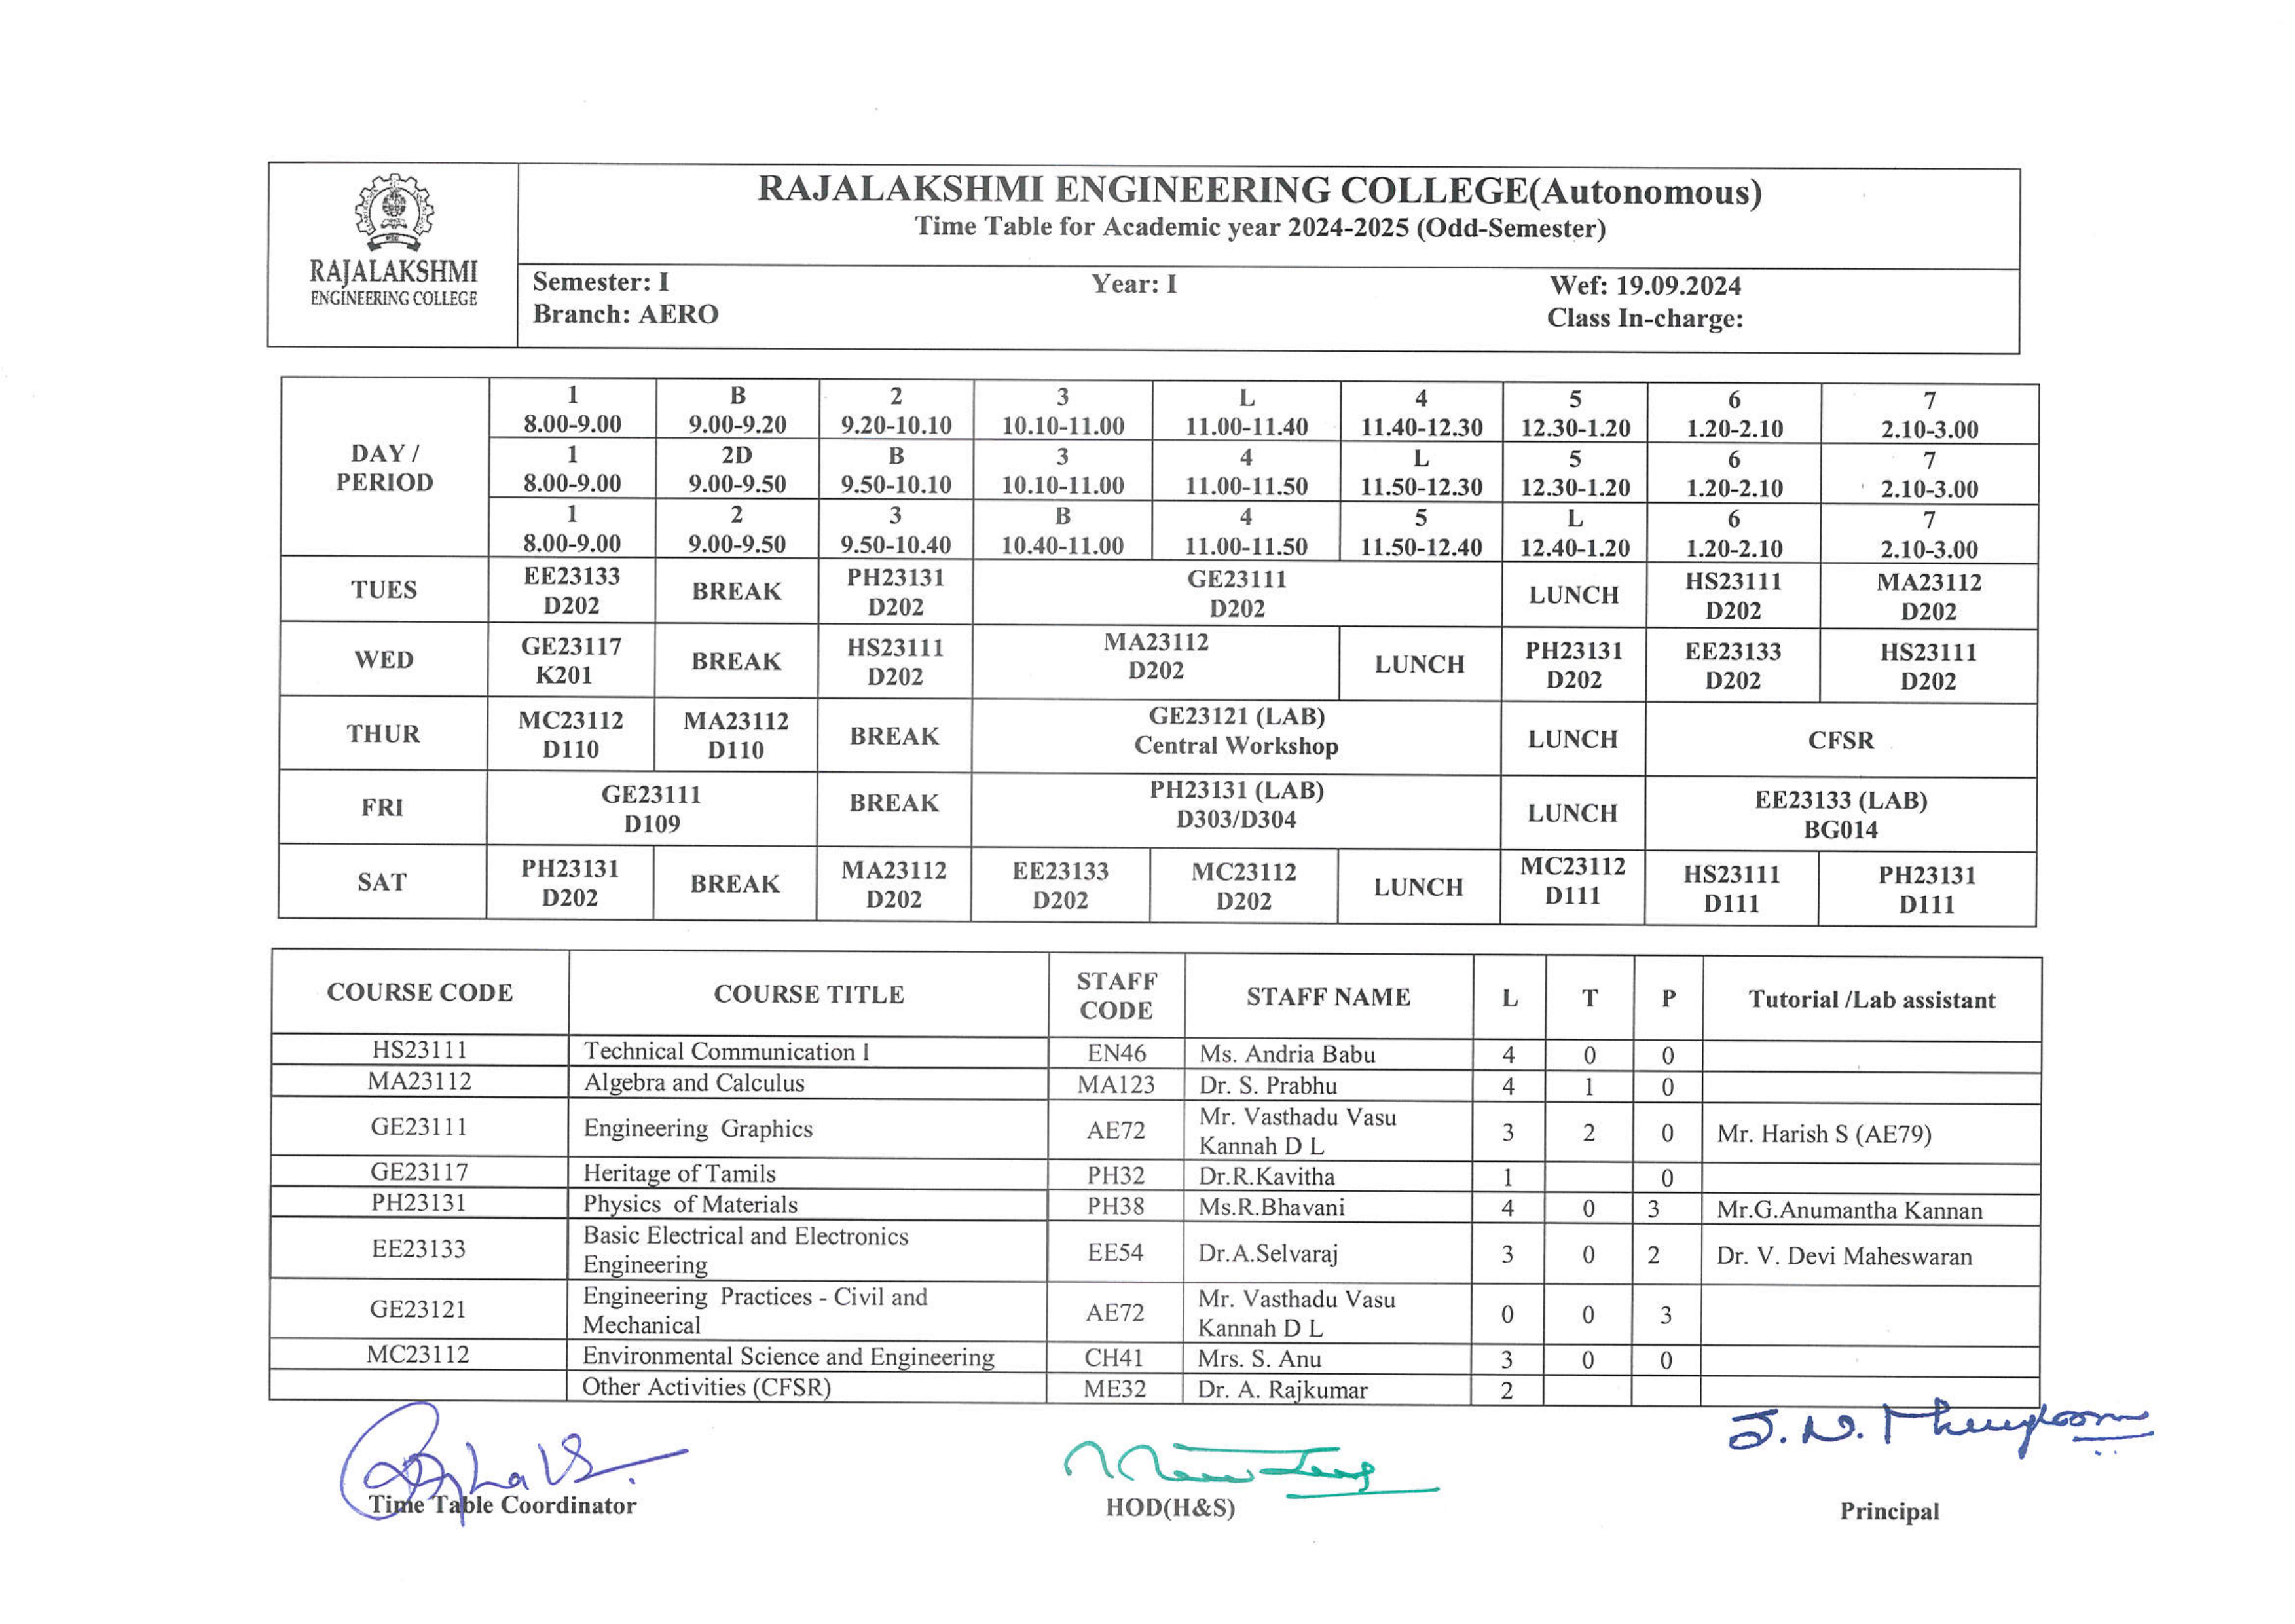 RAJALAKSHMI
ENGINEERING COLLEGE
RAJALAKSHMI ENGINEERING COLLEGE(Autonomous)
Time Table for Academic year 2024-2025 (Odd-Semester)
Semester: I Year: I Wef: 19.09.2024
Branch: AERO Class In-charge:
DAY / PERIOD
1 B 2 3 L 4 5 6 7
8.00-9.00 9.00-9.20 9.20-10.10 10.10-11.00 11.00-11.40 11.40-12.30 12.30-1.20 1.20-2.10 2.10-3.00
1 2D B 3 4 L 5 6 7
8.00-9.00 9.00-9.50 9.50-10.10 10.10-11.00 11.00-11.50 11.50-12.30 12.30-1.20 1.20-2.10 2.10-3.00
1 2 3 B 4 5 L 6 7
8.00-9.00 9.00-9.50 9.50-10.40 10.40-11.00 11.00-11.50 11.50-12.40 12.40-1.20 1.20-2.10 2.10-3.00
TUES EE23133 D202 BREAK PH23131 D202 GE23111 D202 LUNCH HS23111 D202 MA23112 D202
WED GE23117 K201 BREAK HS23111 D202 MA23112 D202 LUNCH PH23131 D202 EE23133 D202 HS23111 D202
THUR MC23112 D110 MA23112 D110 BREAK GE23121 (LAB) Central Workshop LUNCH CFSR
FRI GE23111 D109 BREAK PH23131 (LAB) D303/D304 LUNCH EE23133 (LAB) BG014
SAT PH23131 D202 BREAK MA23112 D202 EE23133 D202 MC23112 D202 LUNCH MC23112 D111 HS23111 D111 PH23131 D111
COURSE CODE COURSE TITLE STAFF CODE STAFF NAME L T P Tutorial /Lab assistant
HS23111 Technical Communication I EN46 Ms. Andria Babu 4 0 0
MA23112 Algebra and Calculus MA123 Dr. S. Prabhu 4 1 0
GE23111 Engineering Graphics AE72 Mr. Vasthadu Vasu Kannah D L 3 2 0 Mr. Harish S (AE79)
GE23117 Heritage of Tamils PH32 Dr.R.Kavitha 1 0
PH23131 Physics of Materials PH38 Ms.R.Bhavani 4 0 3 Mr.G.Anumantha Kannan
EE23133 Basic Electrical and Electronics Engineering EE54 Dr.A.Selvaraj 3 0 2 Dr. V. Devi Maheswaran
GE23121 Engineering Practices - Civil and Mechanical AE72 Mr. Vasthadu Vasu Kannah D L 0 0 3
MC23112 Environmental Science and Engineering CH41 Mrs. S. Anu 3 0 0
Other Activities (CFSR) ME32 Dr. A. Rajkumar 2
Time Table Coordinator HOD(H&S) Principal